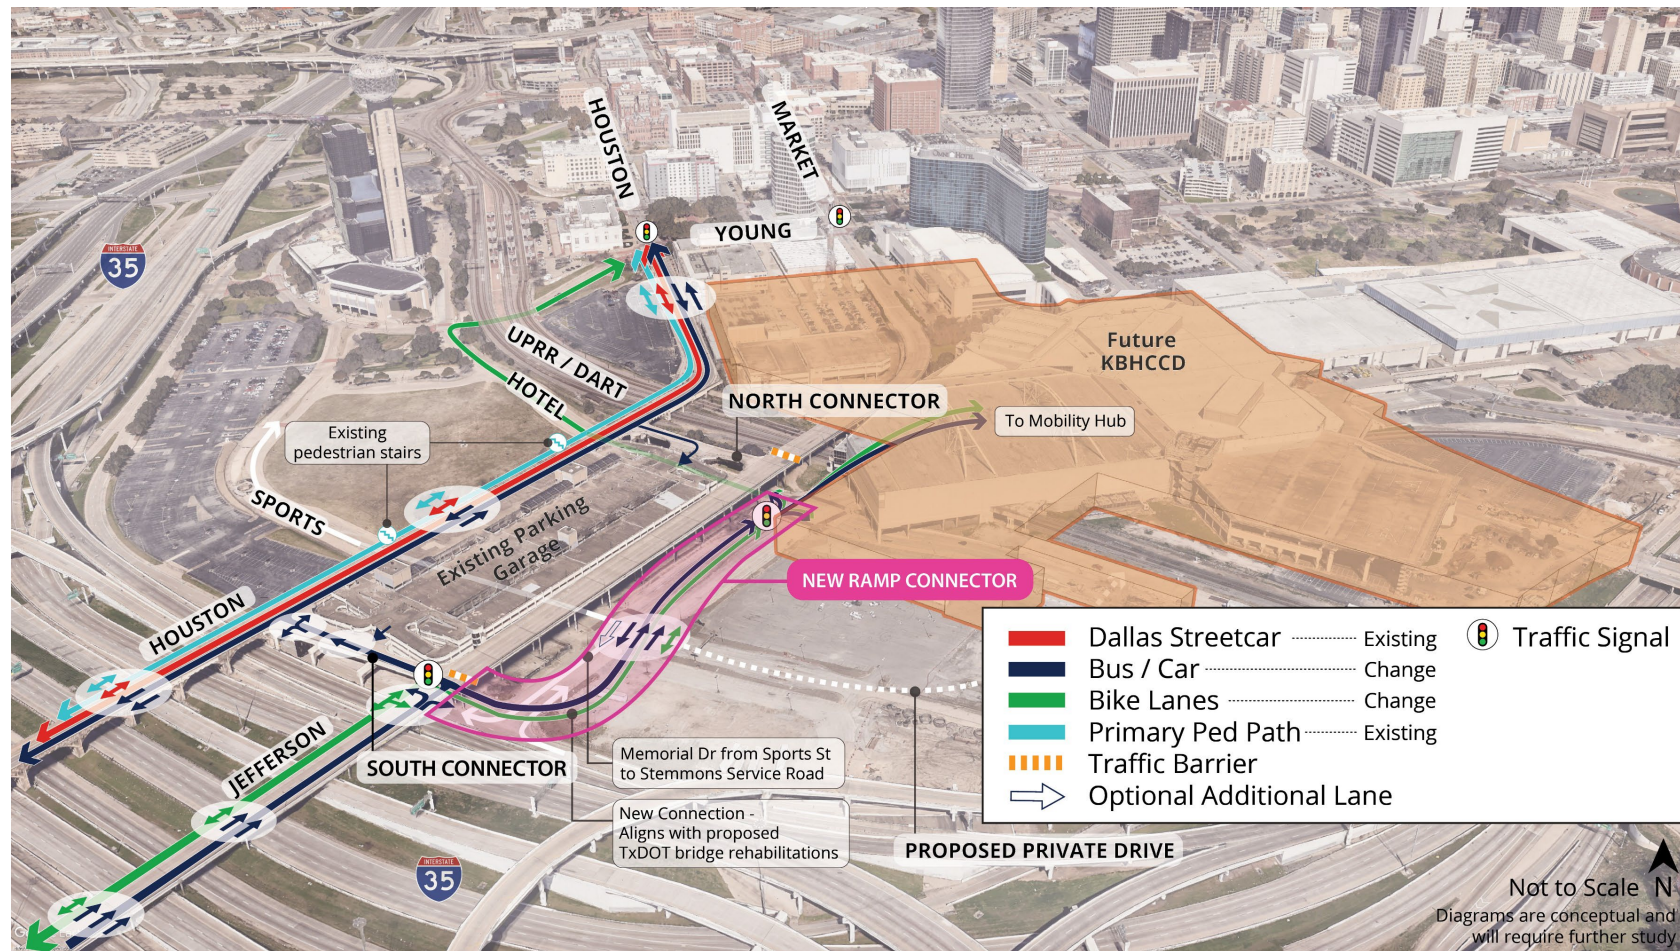 HOUSTON
MARKET
YOUNG
INTERSTATE
35
UPRR / DART
HOTEL
Future
KBHCCD
NORTH CONNECTOR
To Mobility Hub
Existing
pedestrian stairs
SPORTS
Existing Parking
Garage
NEW RAMP CONNECTOR
HOUSTON
JEFFERSON
SOUTH CONNECTOR
Memorial Dr from Sports St
to Stemmons Service Road
New Connection -
Aligns with proposed
TxDOT bridge rehabilitations
PROPOSED PRIVATE DRIVE
INTERSTATE
35
Dallas Streetcar Existing
Traffic Signal
Bus / Car Change
Bike Lanes Change
Primary Ped Path Existing
Traffic Barrier
Optional Additional Lane
Not to Scale N
Diagrams are conceptual and
will require further study